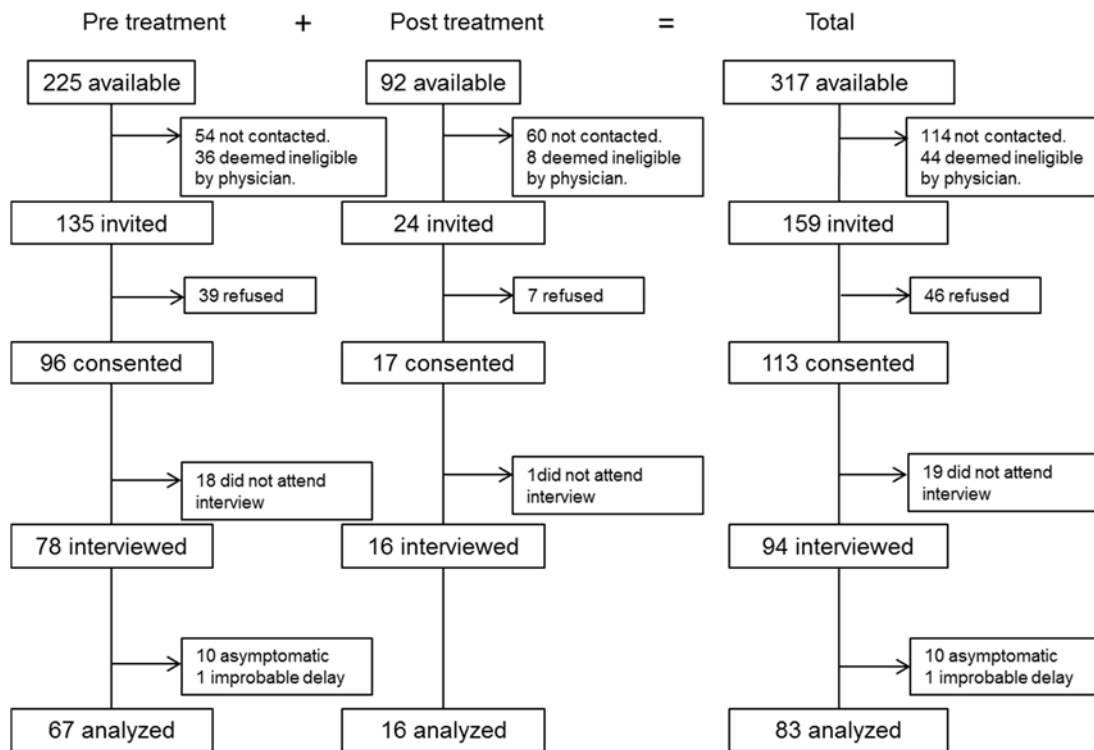 Pre treatment + Post treatment = Total
225 available
92 available
317 available
54 not contacted.
36 deemed ineligible
by physician.
60 not contacted.
8 deemed ineligible
by physician.
114 not contacted.
44 deemed ineligible
by physician.
135 invited
24 invited
159 invited
39 refused
7 refused
46 refused
96 consented
17 consented
113 consented
18 did not attend
interview
1did not attend
interview
19 did not attend
interview
78 interviewed
16 interviewed
94 interviewed
10 asymptomatic
1 improbable delay
10 asymptomatic
1 improbable delay
67 analyzed
16 analyzed
83 analyzed